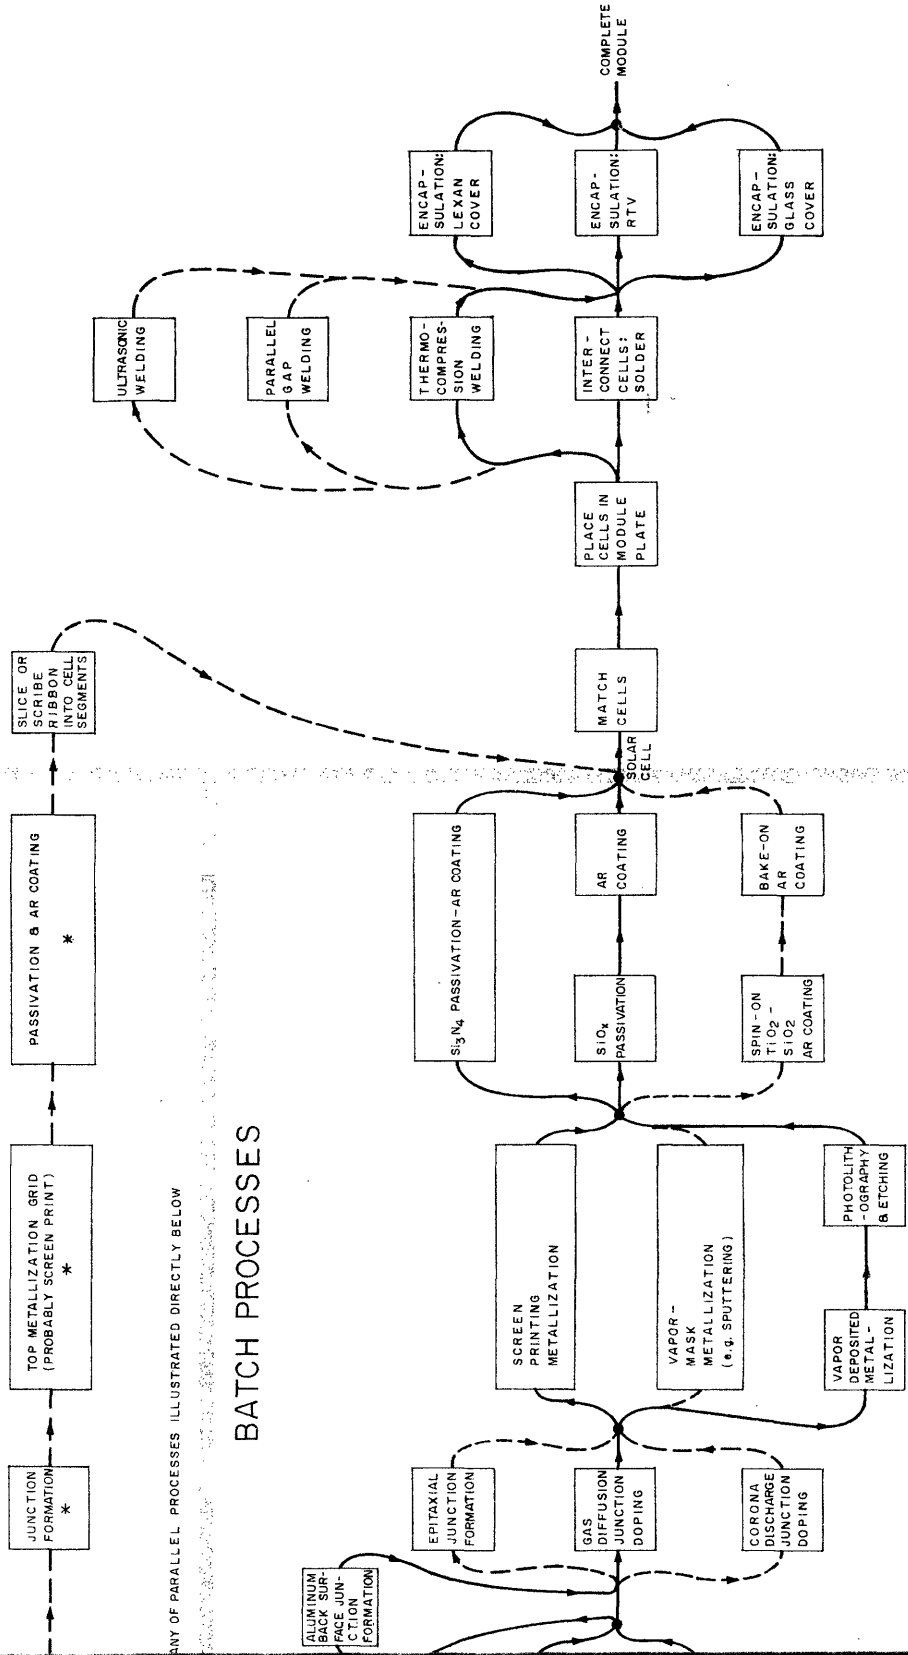 JUNCTION
FORMATION
*
TOP METALLIZATION GRID
(PROBABLY SCREEN PRINT)
*
PASSIVATION & AR COATING
*
SLICE OR
SCRIBE
RIBBON
INTO CELL
SEGMENTS
ANY OF PARALLEL PROCESSES ILLUSTRATED DIRECTLY BELOW
BATCH PROCESSES
ALUMINUM
BACK SUR-
FACE JUN-
CTION
FORMATION
EPITAXIAL
JUNCTION
FORMATION
GAS
DIFFUSION
JUNCTION
DOPING
CORONA
DISCHARGE
JUNCTION
DOPING
SCREEN
PRINTING
METALLIZATION
VAPOR-
MASK
METALLIZATION
(e.g. SPUTTERING)
VAPOR
DEPOSITED
METAL-
LIZATION
PHOTOLITH
-OGRAPHY
& ETCHING
Si3N4 PASSIVATION-AR COATING
SiOx
PASSIVATION
AR
COATING
SPIN-ON
TiO2-
SiO2
AR COATING
BAKE-ON
AR
COATING
SOLAR
CELL
MATCH
CELLS
PLACE
CELLS IN
MODULE
PLATE
ULTRASONIC
WELDING
PARALLEL
GAP
WELDING
THERMO-
COMPRES-
SION
WELDING
INTER-
CONNECT
CELLS:
SOLDER
ENCAP-
SULATION:
LEXAN
COVER
ENCAP-
SULATION:
RTV
ENCAP-
SULATION:
GLASS
COVER
COMPLETE
MODULE